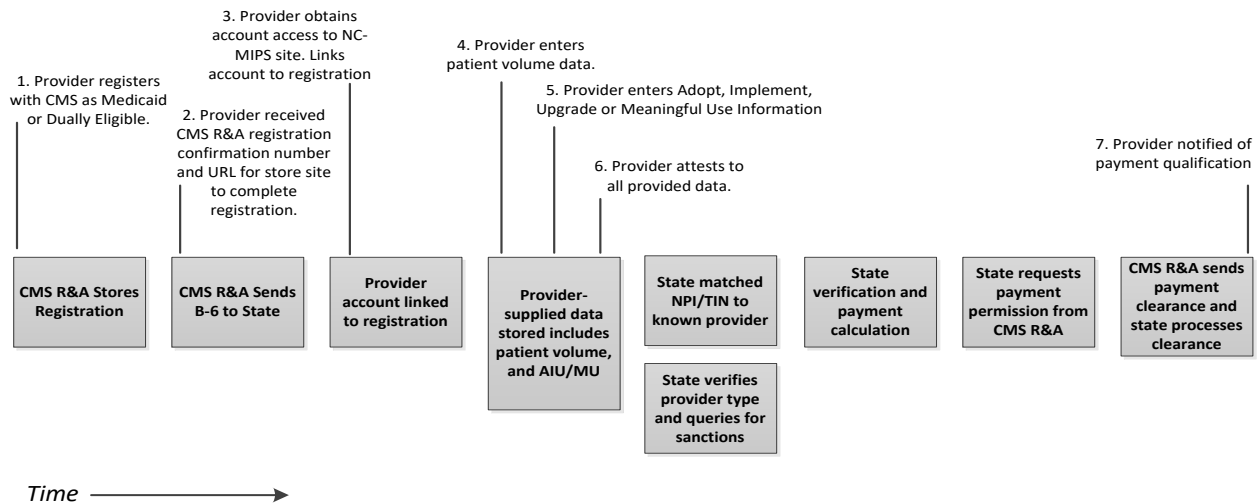 1. Provider registers
with CMS as Medicaid
or Dually Eligible.
2. Provider received
CMS R&A registration
confirmation number
and URL for store site
to complete
registration.
3. Provider obtains
account access to NC-
MIPS site. Links
account to registration
4. Provider enters
patient volume data.
5. Provider enters Adopt, Implement,
Upgrade or Meaningful Use Information
6. Provider attests to
all provided data.
7. Provider notified of
payment qualification
CMS R&A Stores
Registration
CMS R&A Sends
B-6 to State
Provider
account linked
to registration
Provider-
supplied data
stored includes
patient volume,
and AIU/MU
State matched
NPI/TIN to
known provider
State verifies
provider type
and queries for
sanctions
State
verification and
payment
calculation
State requests
payment
permission from
CMS R&A
CMS R&A sends
payment
clearance and
state processes
clearance
Time